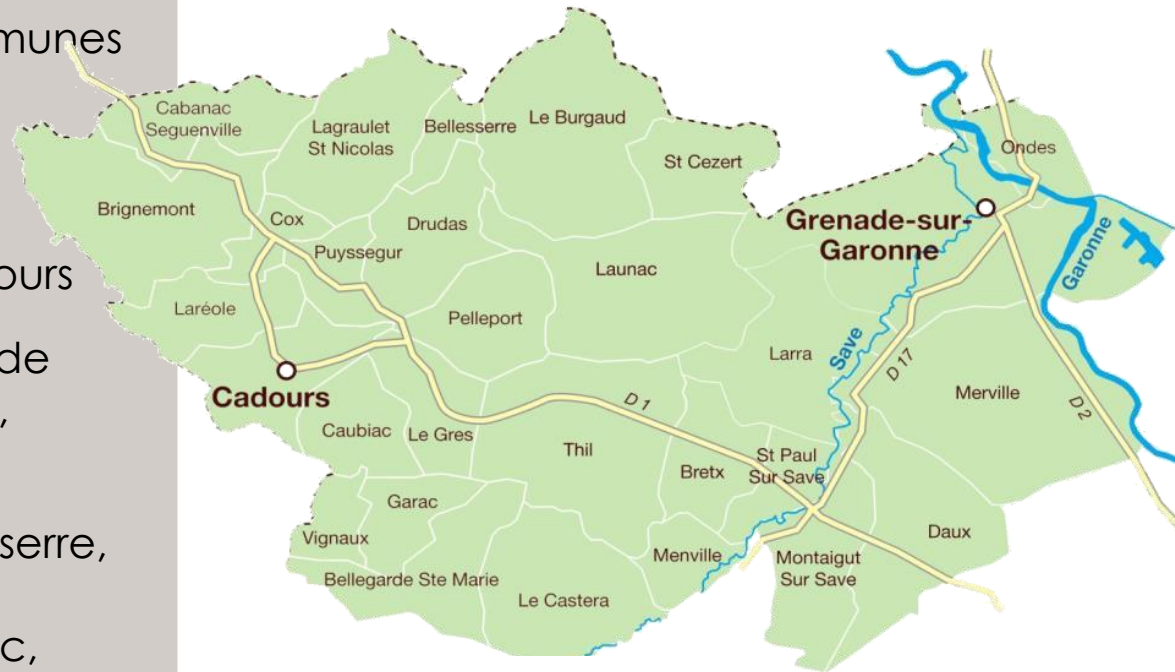 munes
ours
de
,
serre,
c,
Cabanac
Seguenville
Lagraulet
St Nicolas
Bellesserre
Le Burgaud
St Cezert
Ondes
Brignemont
Cox
Drudas
Puyssegur
Grenade-sur-
Garonne
Garonne
Launac
Laréole
Pelleport
Save
Larra
D 17
Merville
D 2
Cadours
D 1
Caubiac
Le Gres
Thil
St Paul
Sur Save
Bretx
Garac
Vignaux
Daux
Menville
Montaigut
Sur Save
Bellegarde Ste Marie
Le Castera